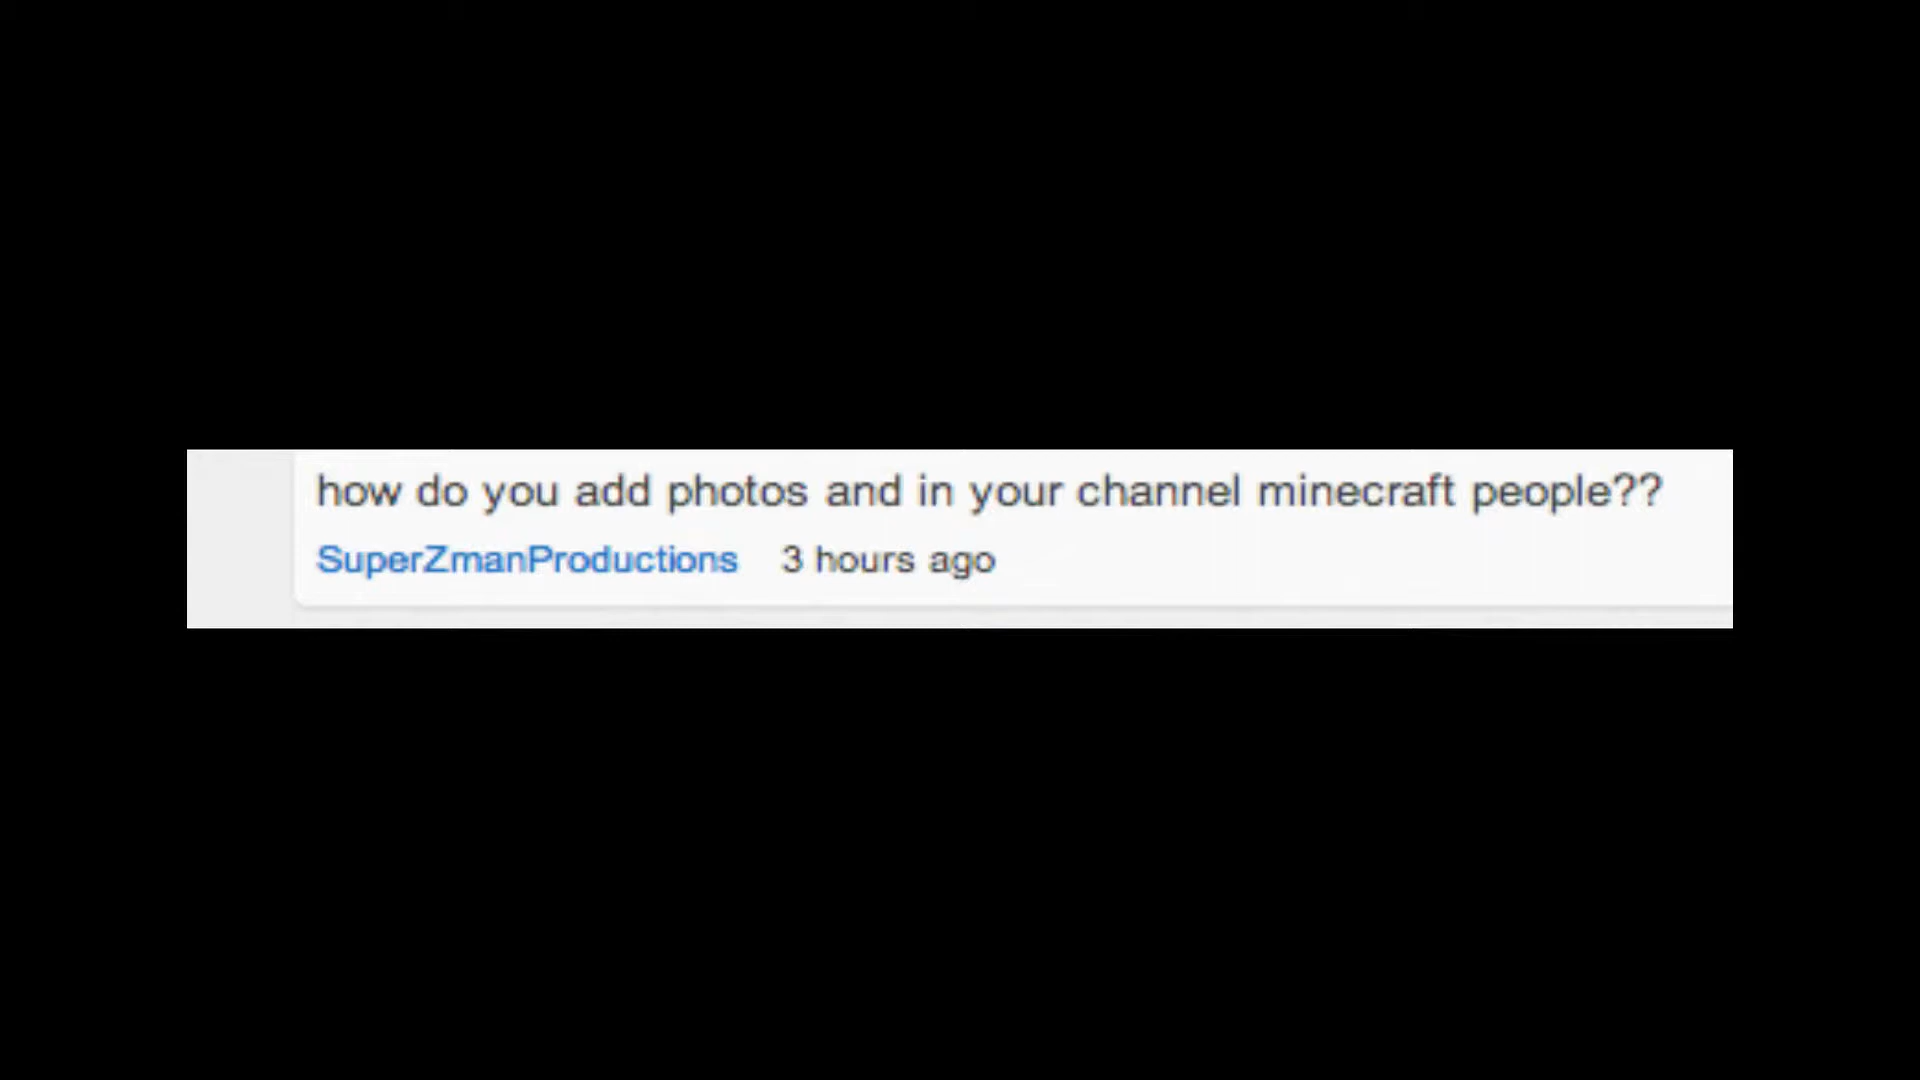 how do you add photos and in your channel minecraft people??
SuperZmanProductions 3 hours ago